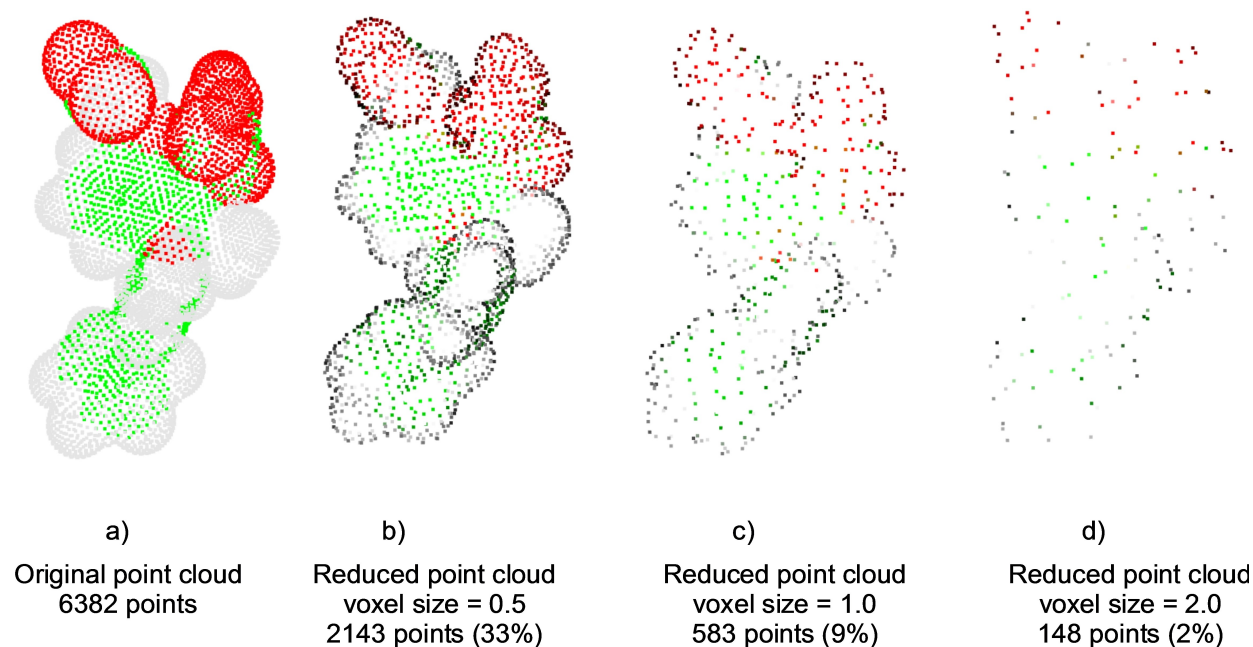 a)
Original point cloud
6382 points
b)
Reduced point cloud
voxel size = 0.5
2143 points (33%)
c)
Reduced point cloud
voxel size = 1.0
583 points (9%)
d)
Reduced point cloud
voxel size = 2.0
148 points (2%)